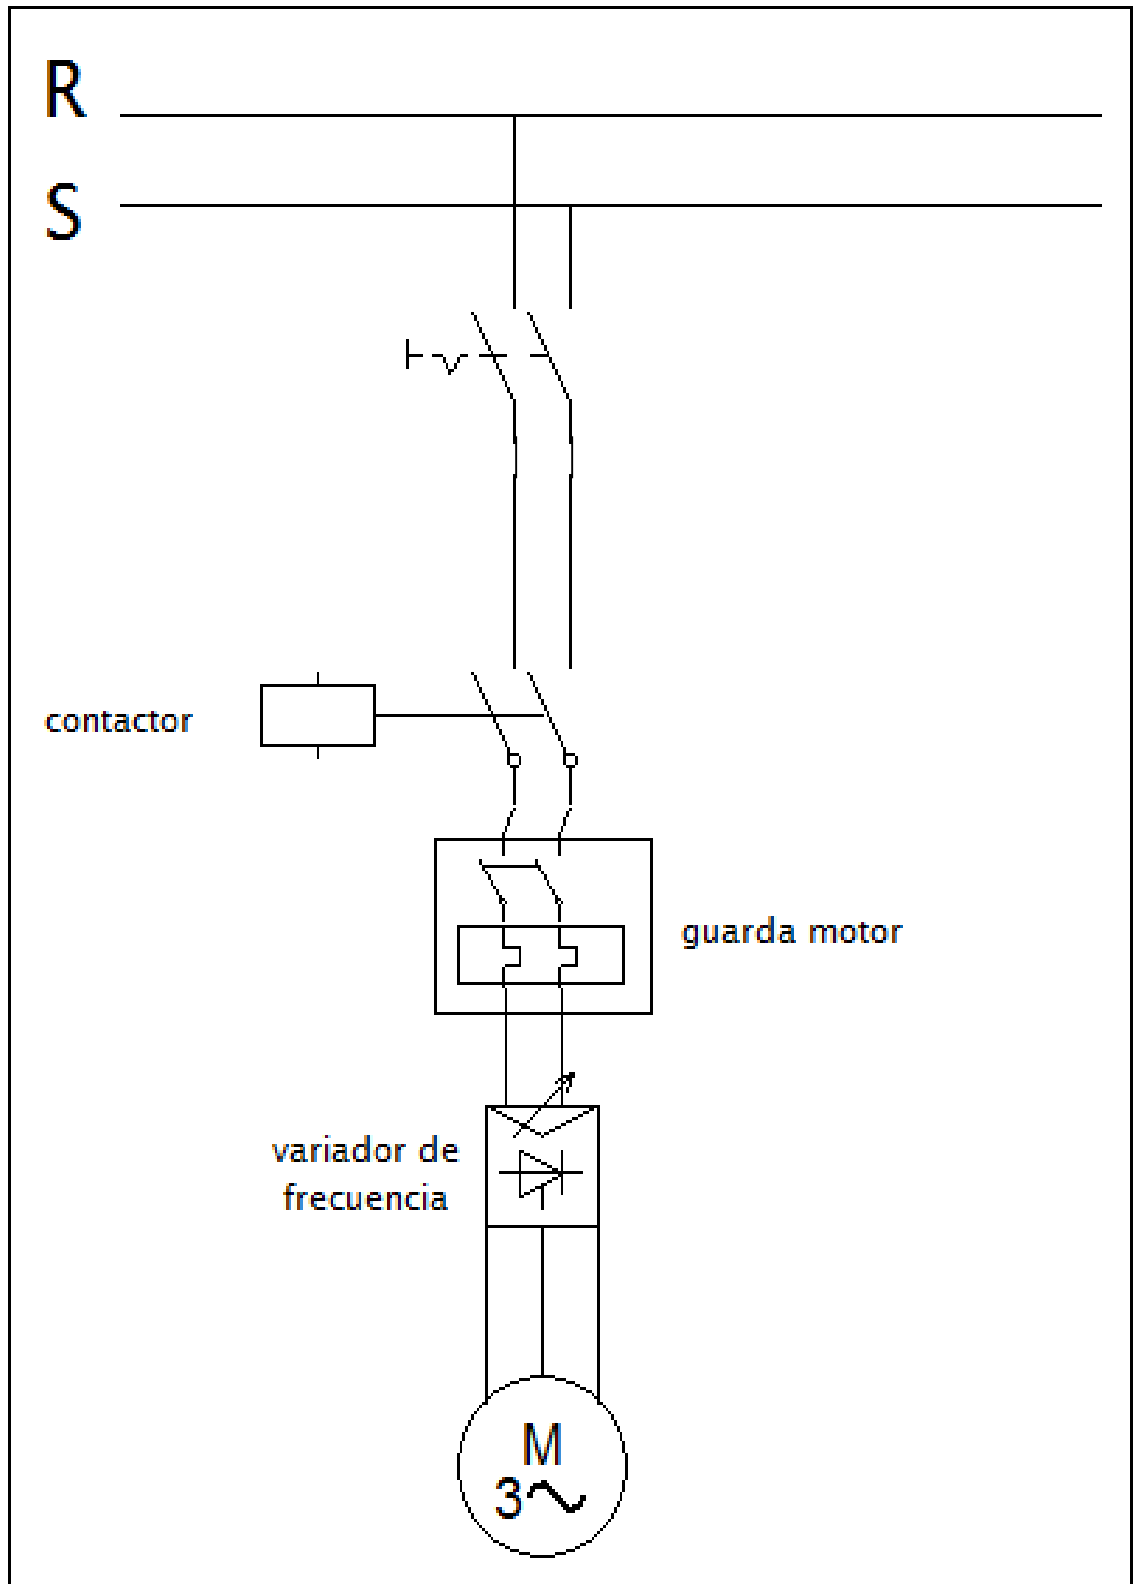 R
S
contactor
guarda motor
variador de
frecuencia
M
3~